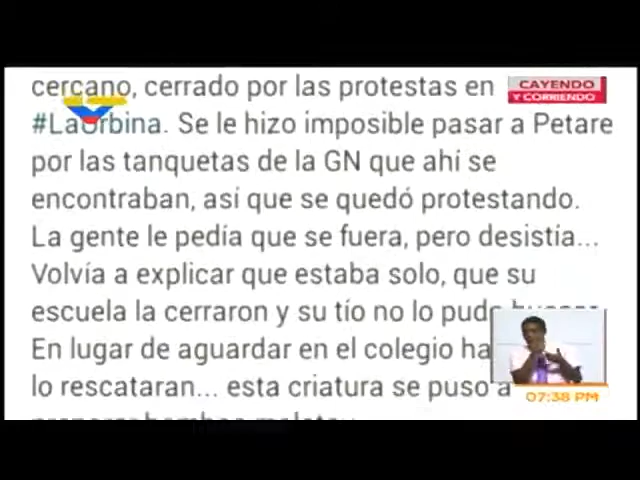 cercano, cerrado por las protestas en
CAYENDO
Y CORRIENDO
#LaUrbina. Se le hizo imposible pasar a Petare
por las tanquetas de la GN que ahí se
encontraban, así que se quedó protestando.
La gente le pedía que se fuera, pero desistía...
Volvía a explicar que estaba solo, que su
escuela la cerraron y su tío no lo pudo
En lugar de aguardar en el colegio
lo rescataran... esta criatura se puso a
07:38 PM